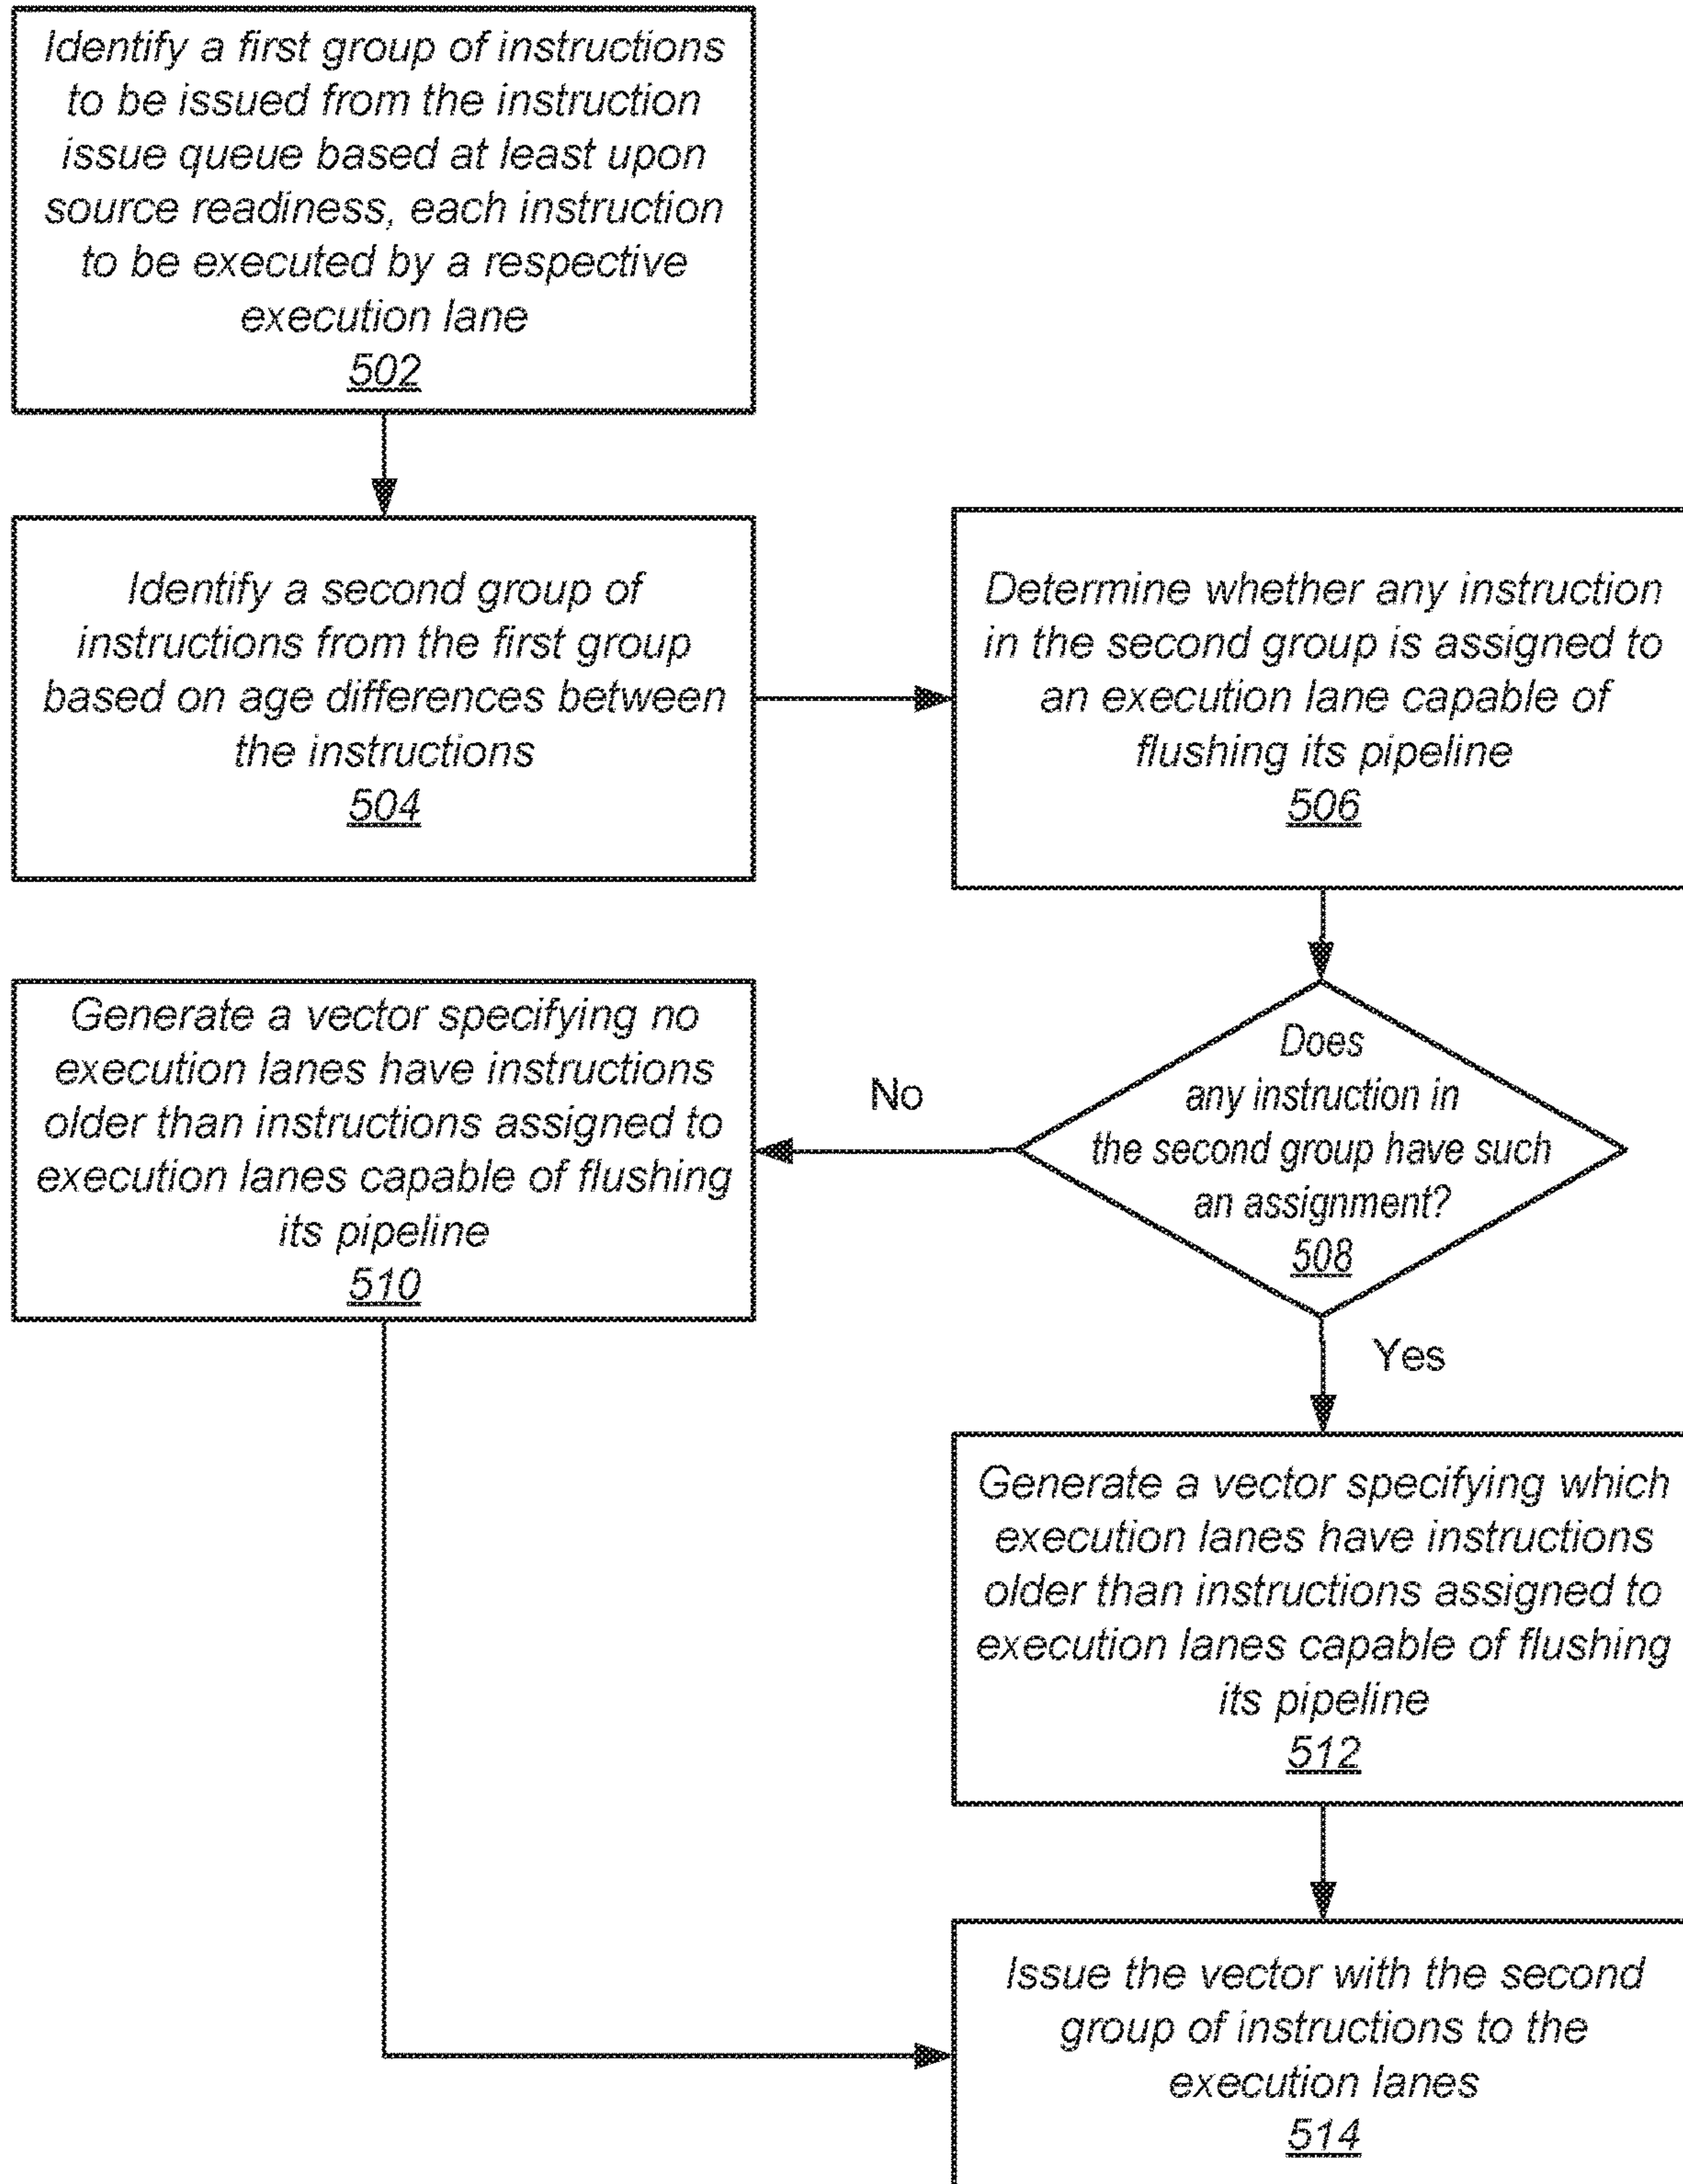 Identify a first group of instructions
to be issued from the instruction
issue queue based at least upon
source readiness, each instruction
to be executed by a respective
execution lane
502
Identify a second group of
instructions from the first group
based on age differences between
the instructions
504
Determine whether any instruction
in the second group is assigned to
an execution lane capable of
flushing its pipeline
506
Does
any instruction in
the second group have such
an assignment?
508
No
Yes
Generate a vector specifying no
execution lanes have instructions
older than instructions assigned to
execution lanes capable of flushing
its pipeline
510
Generate a vector specifying which
execution lanes have instructions
older than instructions assigned to
execution lanes capable of flushing
its pipeline
512
Issue the vector with the second
group of instructions to the
execution lanes
514